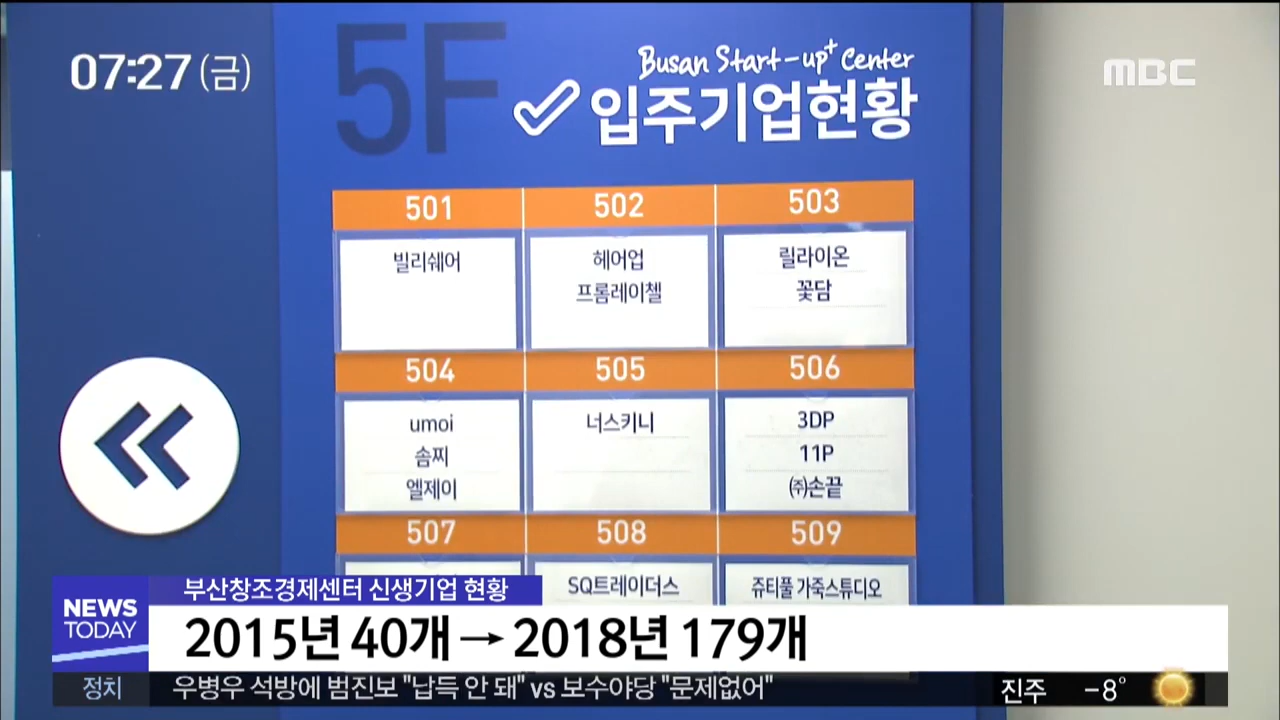 07:27 (금)
MBC
5F
Busan Start-up+ Center
입주기업현황
501
502
503
빌리쉐어
헤어업
프롬레이첼
릴라이온
꽃담
504
505
506
umoi
솜찌
엘제이
너스키니
3DP
11P
㈜손끝
507
508
509
SQ트레이더스
쥬티풀 가죽스튜디오
NEWS
TODAY
부산창조경제센터 신생기업 현황
2015년 40개→2018년 179개
정치
우병우 석방에 범진보 "납득 안 돼" vs 보수야당 "문제없어"
진주 -8°